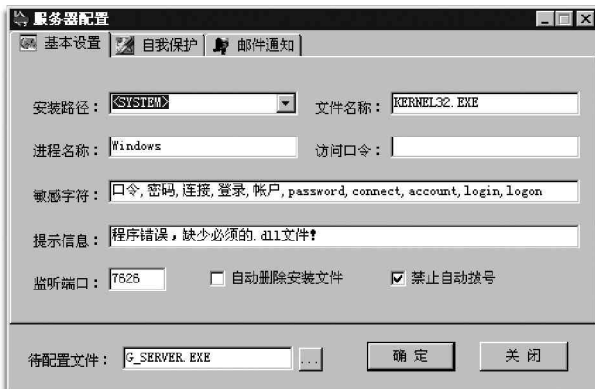 服务器配置
基本设置 自我保护 邮件通知
安装路径： <SYSTEM> 文件名称： KERNEL32.EXE
进程名称： Windows 访问口令：
敏感字符： 口令,密码,连接,登录,帐户,password,connect,account,login,logon
提示信息： 程序错误，缺少必须的.dll文件！
监听端口： 7626 自动删除安装文件 禁止自动拨号
待配置文件： G_SERVER.EXE ... 确 定 关 闭